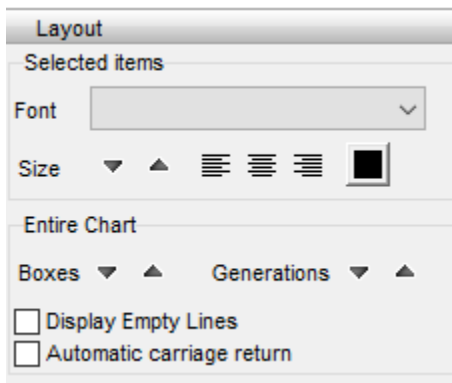 Layout
Selected items
Font
Size
Entire Chart
Boxes Generations
Display Empty Lines
Automatic carriage return